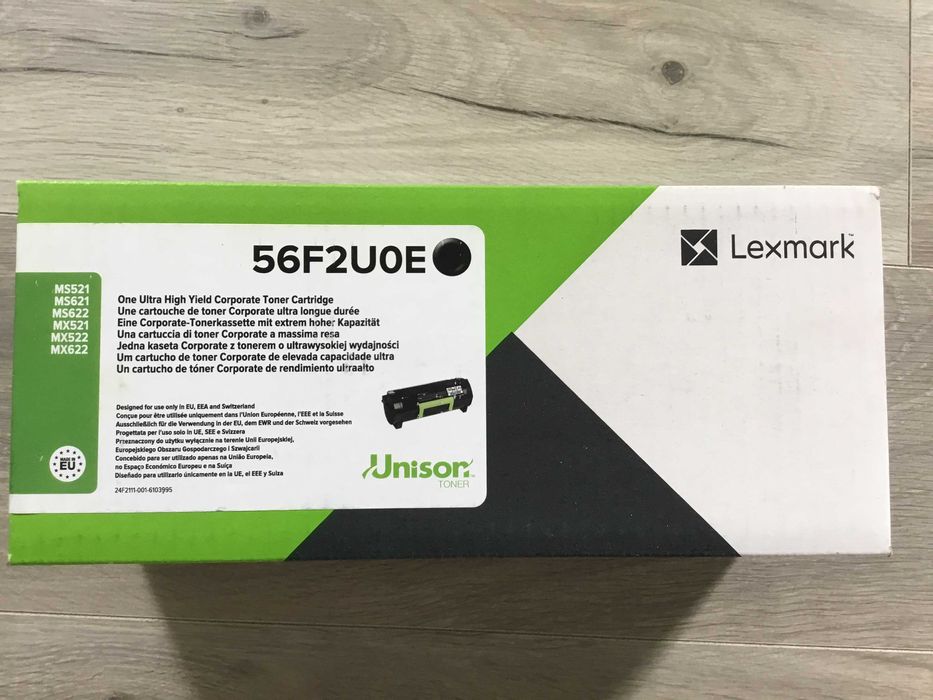 56F2U0E
Lexmark™
MS521
MS621
MS622
MX521
MX522
MX622
One Ultra High Yield Corporate Toner Cartridge
Une cartouche de toner Corporate ultra longue durée
Eine Corporate-Tonerkassette mit extrem hoher Kapazität
Una cartuccia di toner Corporate a massima resa
Jedna kaseta Corporate z tonerem o ultrawysokiej wydajności
Um cartucho de toner Corporate de elevada capacidade ultra
Un cartucho de tóner Corporate de rendimiento ultraalto
Designed for use only in EU, EEA and Switzerland
Conçue pour être utilisée uniquement dans l'Union Européenne, l'EEE et la Suisse
Ausschließlich für die Verwendung in der EU, dem EWR und der Schweiz vorgesehen
Progettata per l'uso solo in UE, SEE e Svizzera
Przeznaczony do użytku wyłącznie na terenie Unii Europejskiej,
Europejskiego Obszaru Gospodarczego i Szwajcarii
Concebido para ser utilizado apenas na União Europeia,
no Espaço Económico Europeu e na Suíça
Diseñado para utilizarlo únicamente en la UE, el EEE y Suiza
MADE IN
EU
24F2111-001-6103995
Unison™
TONER